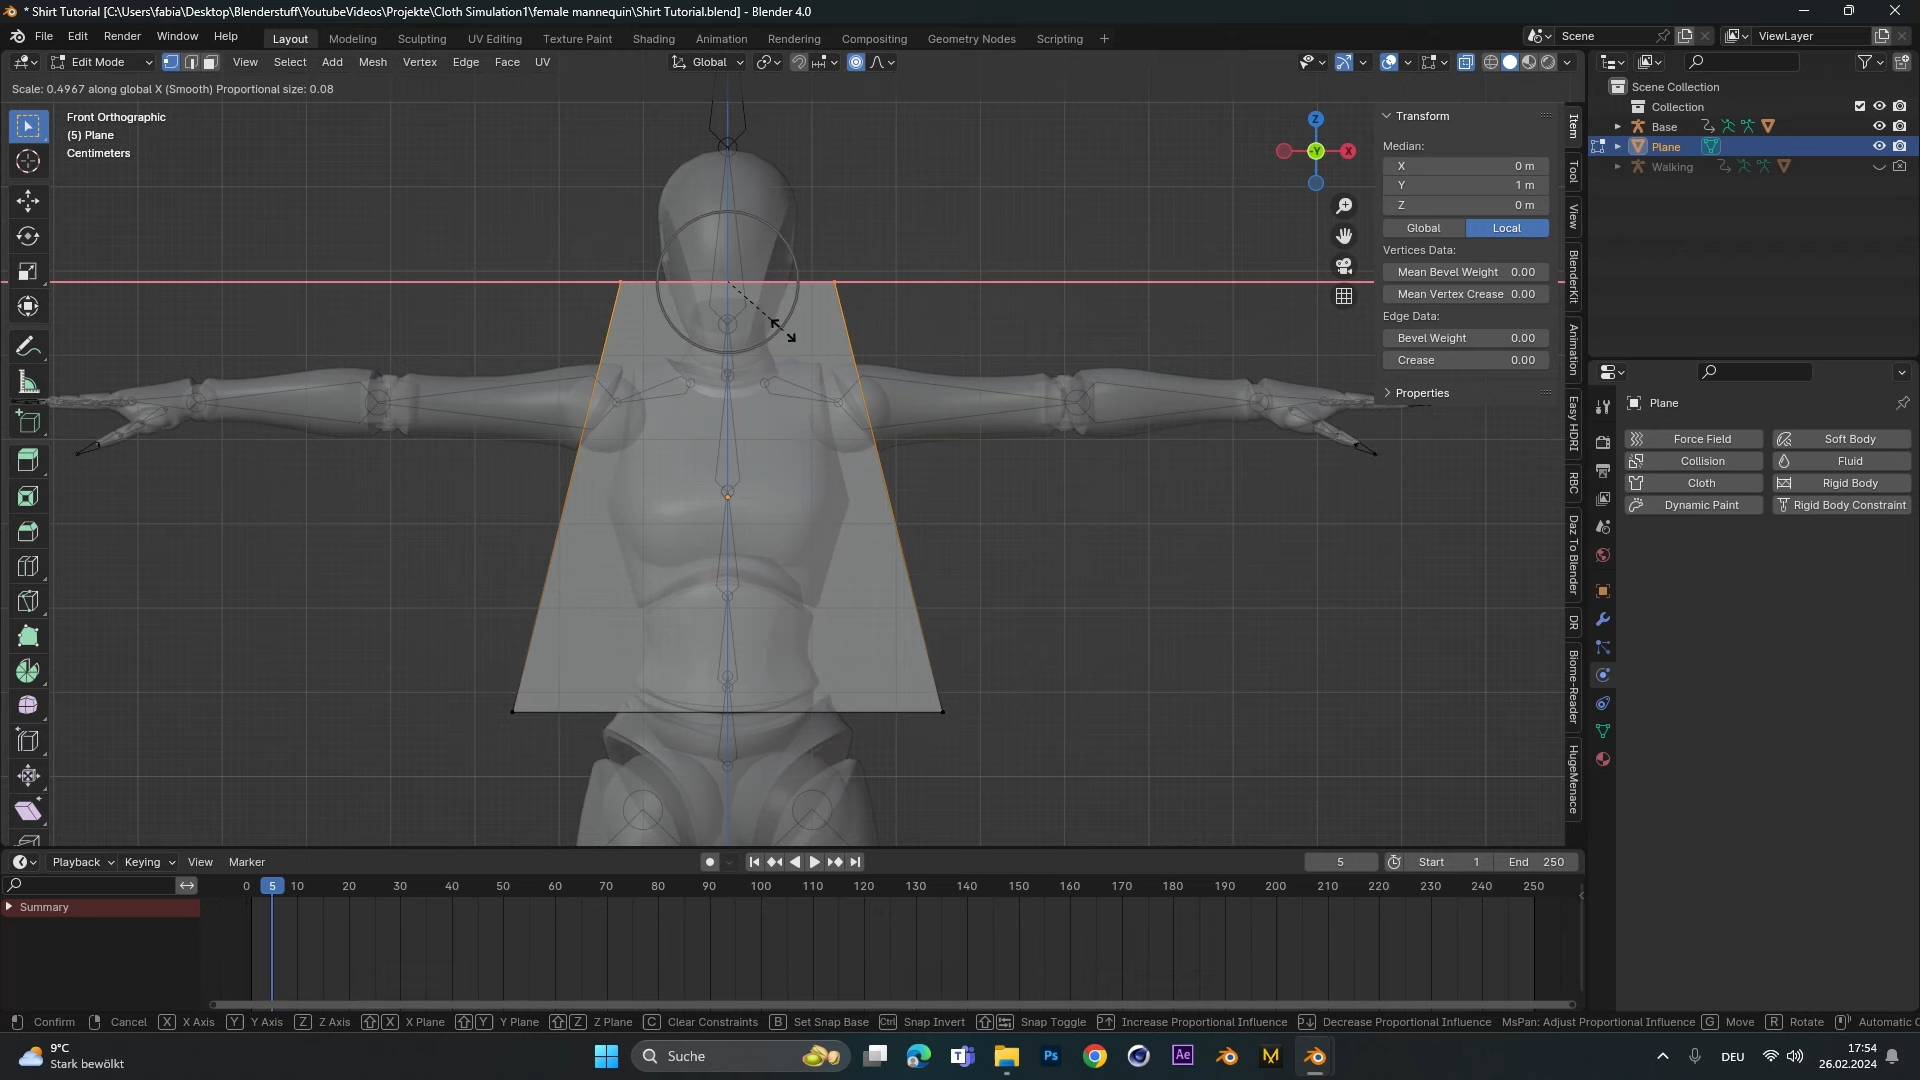 * Shirt Tutorial [C:\Users\fabia\Desktop\Blenderstuff\YoutubeVideos\Projekte\Cloth Simulation1\female mannequin\Shirt Tutorial.blend] - Blender 4.0
File Edit Render Window Help Layout Modeling Sculpting UV Editing Texture Paint Shading Animation Rendering Compositing Geometry Nodes Scripting + Scene ViewLayer
Edit Mode View Select Add Mesh Vertex Edge Face UV Global
Scale: 0.4967 along global X (Smooth) Proportional size: 0.08
Front Orthographic
(5) Plane
Centimeters
Z
-Y
X
Transform
Median:
X 0 m
Y 1 m
Z 0 m
Global Local
Vertices Data:
Mean Bevel Weight 0.00
Mean Vertex Crease 0.00
Edge Data:
Bevel Weight 0.00
Crease 0.00
Properties
Item
Tool
View
BlenderKit
Animation
Easy HDRI
RBC
Daz To Blender
DR
Biome-Reader
HugeMenace
Scene Collection
Collection
Base
Plane
Walking
Plane
Force Field Soft Body
Collision Fluid
Cloth Rigid Body
Dynamic Paint Rigid Body Constraint
Playback Keying View Marker 5 Start 1 End 250
0 5 10 20 30 40 50 60 70 80 90 100 110 120 130 140 150 160 170 180 190 200 210 220 230 240 250
Summary
Confirm Cancel X X Axis Y Y Axis Z Z Axis X X Plane Y Y Plane Z Z Plane C Clear Constraints B Set Snap Base Ctrl Snap Invert Snap Toggle Increase Proportional Influence Decrease Proportional Influence MsPan: Adjust Proportional Influence G Move R Rotate Automatic C
9°C
Stark bewölkt
Suche
Ps
Ae
M
DEU
17:54
26.02.2024